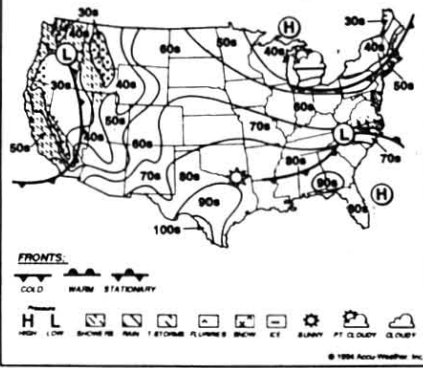 30s
H
30s
40s
60s
50s
40s
40s
L
30s
40s
50s
60s
50s
70s
L
40s
50s
60s
80s
70s
70s
80s
90s
90s
H
80s
100s
FRONTS:
COLD WARM STATIONARY
Pressure
H L
HIGH LOW SHOWERS RAIN T-STORMS FLURRIES SNOW ICE SUNNY PT. CLOUDY CLOUDY
© 1994 Accu-Weather, Inc.